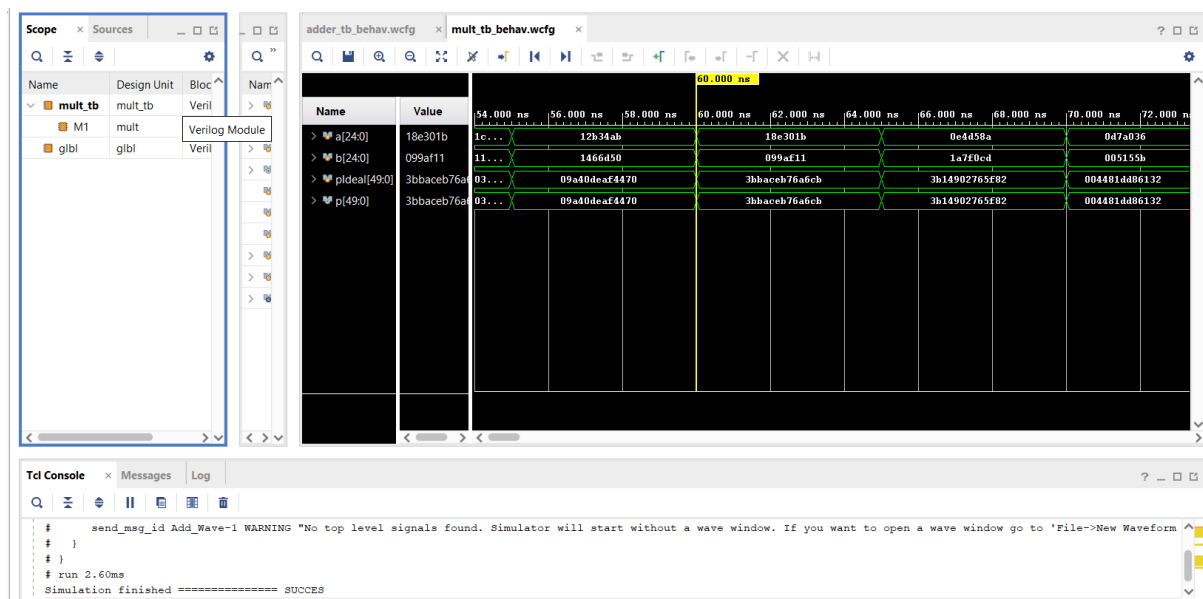 Scope × Sources
Name Design Unit Bloc
mult_tb mult_tb Veril
M1 mult
Verilog Module
glbl glbl Veril
»
Nam
adder_tb_behav.wcfg × mult_tb_behav.wcfg ×
?
60.000 ns
Name Value
54.000 ns 56.000 ns 58.000 ns 60.000 ns 62.000 ns 64.000 ns 66.000 ns 68.000 ns 70.000 ns 72.000 n
a[24:0] 18e301b 1c... 12b34ab 18e301b 0e4d58a 0d7a036
b[24:0] 099af11 11... 1466d50 099af11 1a7f0cd 005155b
pIdeal[49:0] 3bbaceb76a6 03... 09a40deaf4470 3bbaceb76a6cb 3b14902765f82 004481dd86132
p[49:0] 3bbaceb76a6 03... 09a40deaf4470 3bbaceb76a6cb 3b14902765f82 004481dd86132
Tcl Console × Messages Log
?
# send_msg_id Add_Wave-1 WARNING "No top level signals found. Simulator will start without a wave window. If you want to open a wave window go to 'File->New Waveform
# }
# }
# run 2.60ms
Simulation finished =============== SUCCES